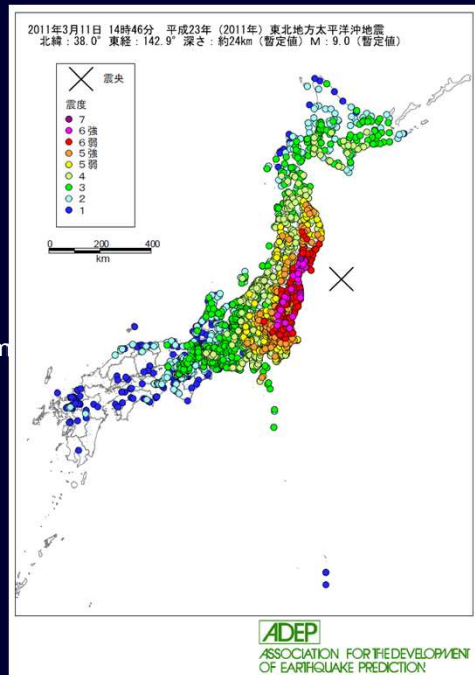 2011年3月11日 14時46分 平成23年(2011年)東北地方太平洋沖地震
北緯:38.0° 東経:142.9° 深さ:約24km(暫定値)M:9.0(暫定値)
震央
震度
7
6強
6弱
5強
5弱
4
3
2
1
0 200 400
km
m
ADEP
ASSOCIATION FOR THE DEVELOPMENT
OF EARTHQUAKE PREDICTION